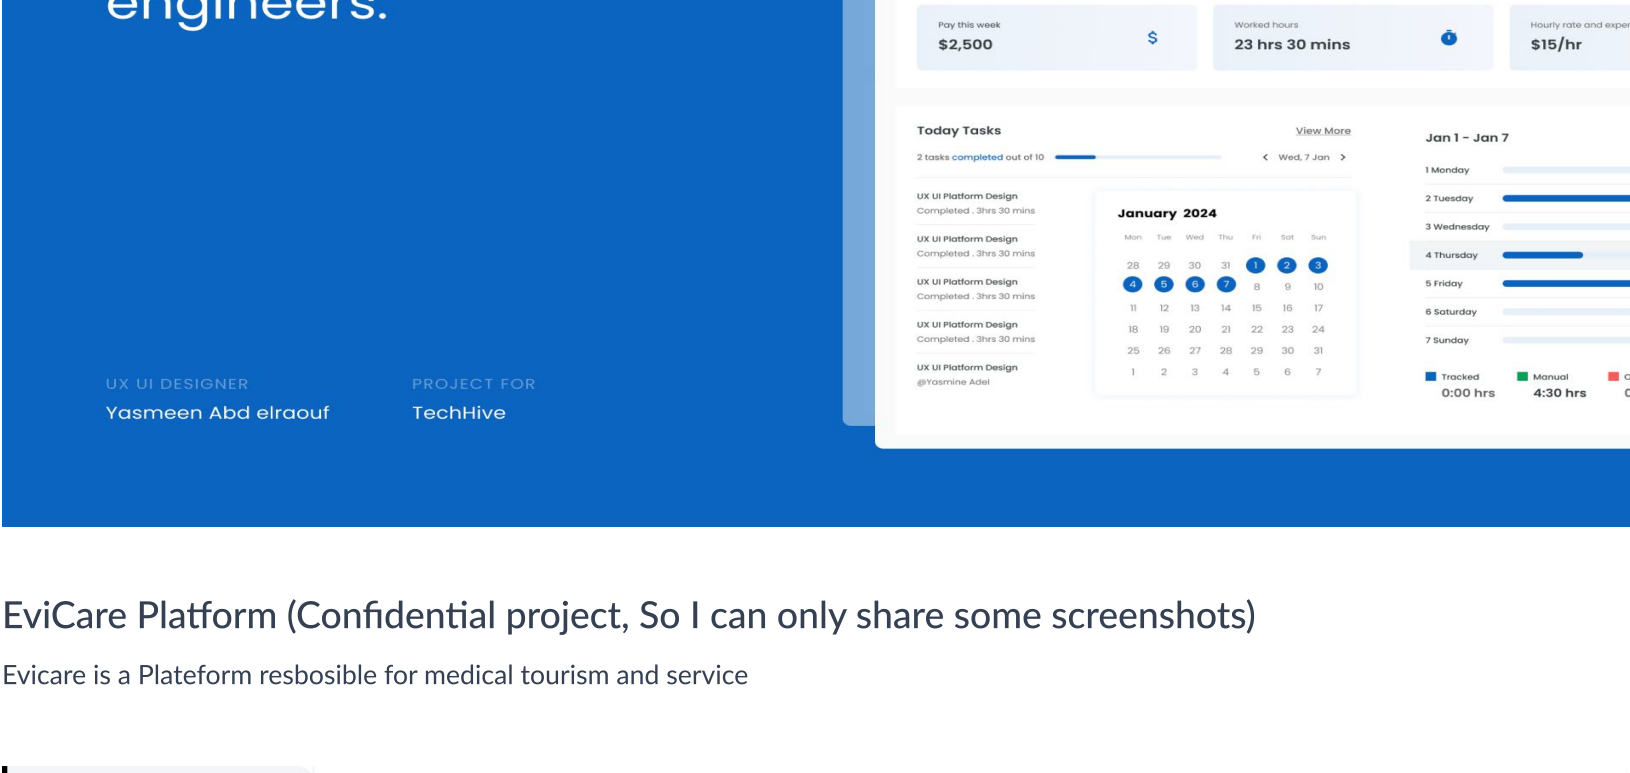 engineers.
Pay this week
$2,500
$
Worked hours
23 hrs 30 mins
Hourly rate and
$15/hr
Today Tasks
View More
2 tasks completed out of 10
< Wed, 7 Jan >
UX UI Platform Design
Completed . 3hrs 30 mins
UX UI Platform Design
Completed . 3hrs 30 mins
UX UI Platform Design
Completed . 3hrs 30 mins
UX UI Platform Design
Completed . 3hrs 30 mins
UX UI Platform Design
@Yasmine Adel
January 2024
Mon Tue Wed Thu Fri Sat Sun
28 29 30 31 1 2 3
4 5 6 7 8 9 10
11 12 13 14 15 16 17
18 19 20 21 22 23 24
25 26 27 28 29 30 31
1 2 3 4 5 6 7
Jan 1 - Jan 7
1 Monday
2 Tuesday
3 Wednesday
4 Thursday
5 Friday
6 Saturday
7 Sunday
Tracked
0:00 hrs
Manual
4:30 hrs
UX UI DESIGNER
Yasmeen Abd elraouf
PROJECT FOR
TechHive
EviCare Platform (Confidential project, So I can only share some screenshots)
Evicare is a Plateform resbosible for medical tourism and service